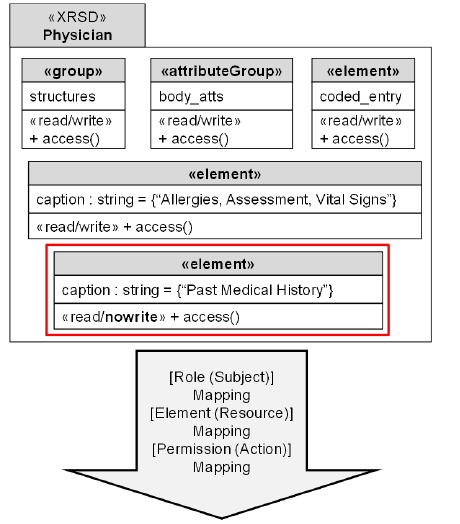 «XRSD»
Physician
«group»
structures
«read/write»
+ access()
«attributeGroup»
body_atts
«read/write»
+ access()
«element»
coded_entry
«read/write»
+ access()
«element»
caption : string = {“Allergies, Assessment, Vital Signs”}
«read/write» + access()
«element»
caption : string = {“Past Medical History”}
«read/nowrite» + access()
[Role (Subject)]
Mapping
[Element (Resource)]
Mapping
[Permission (Action)]
Mapping